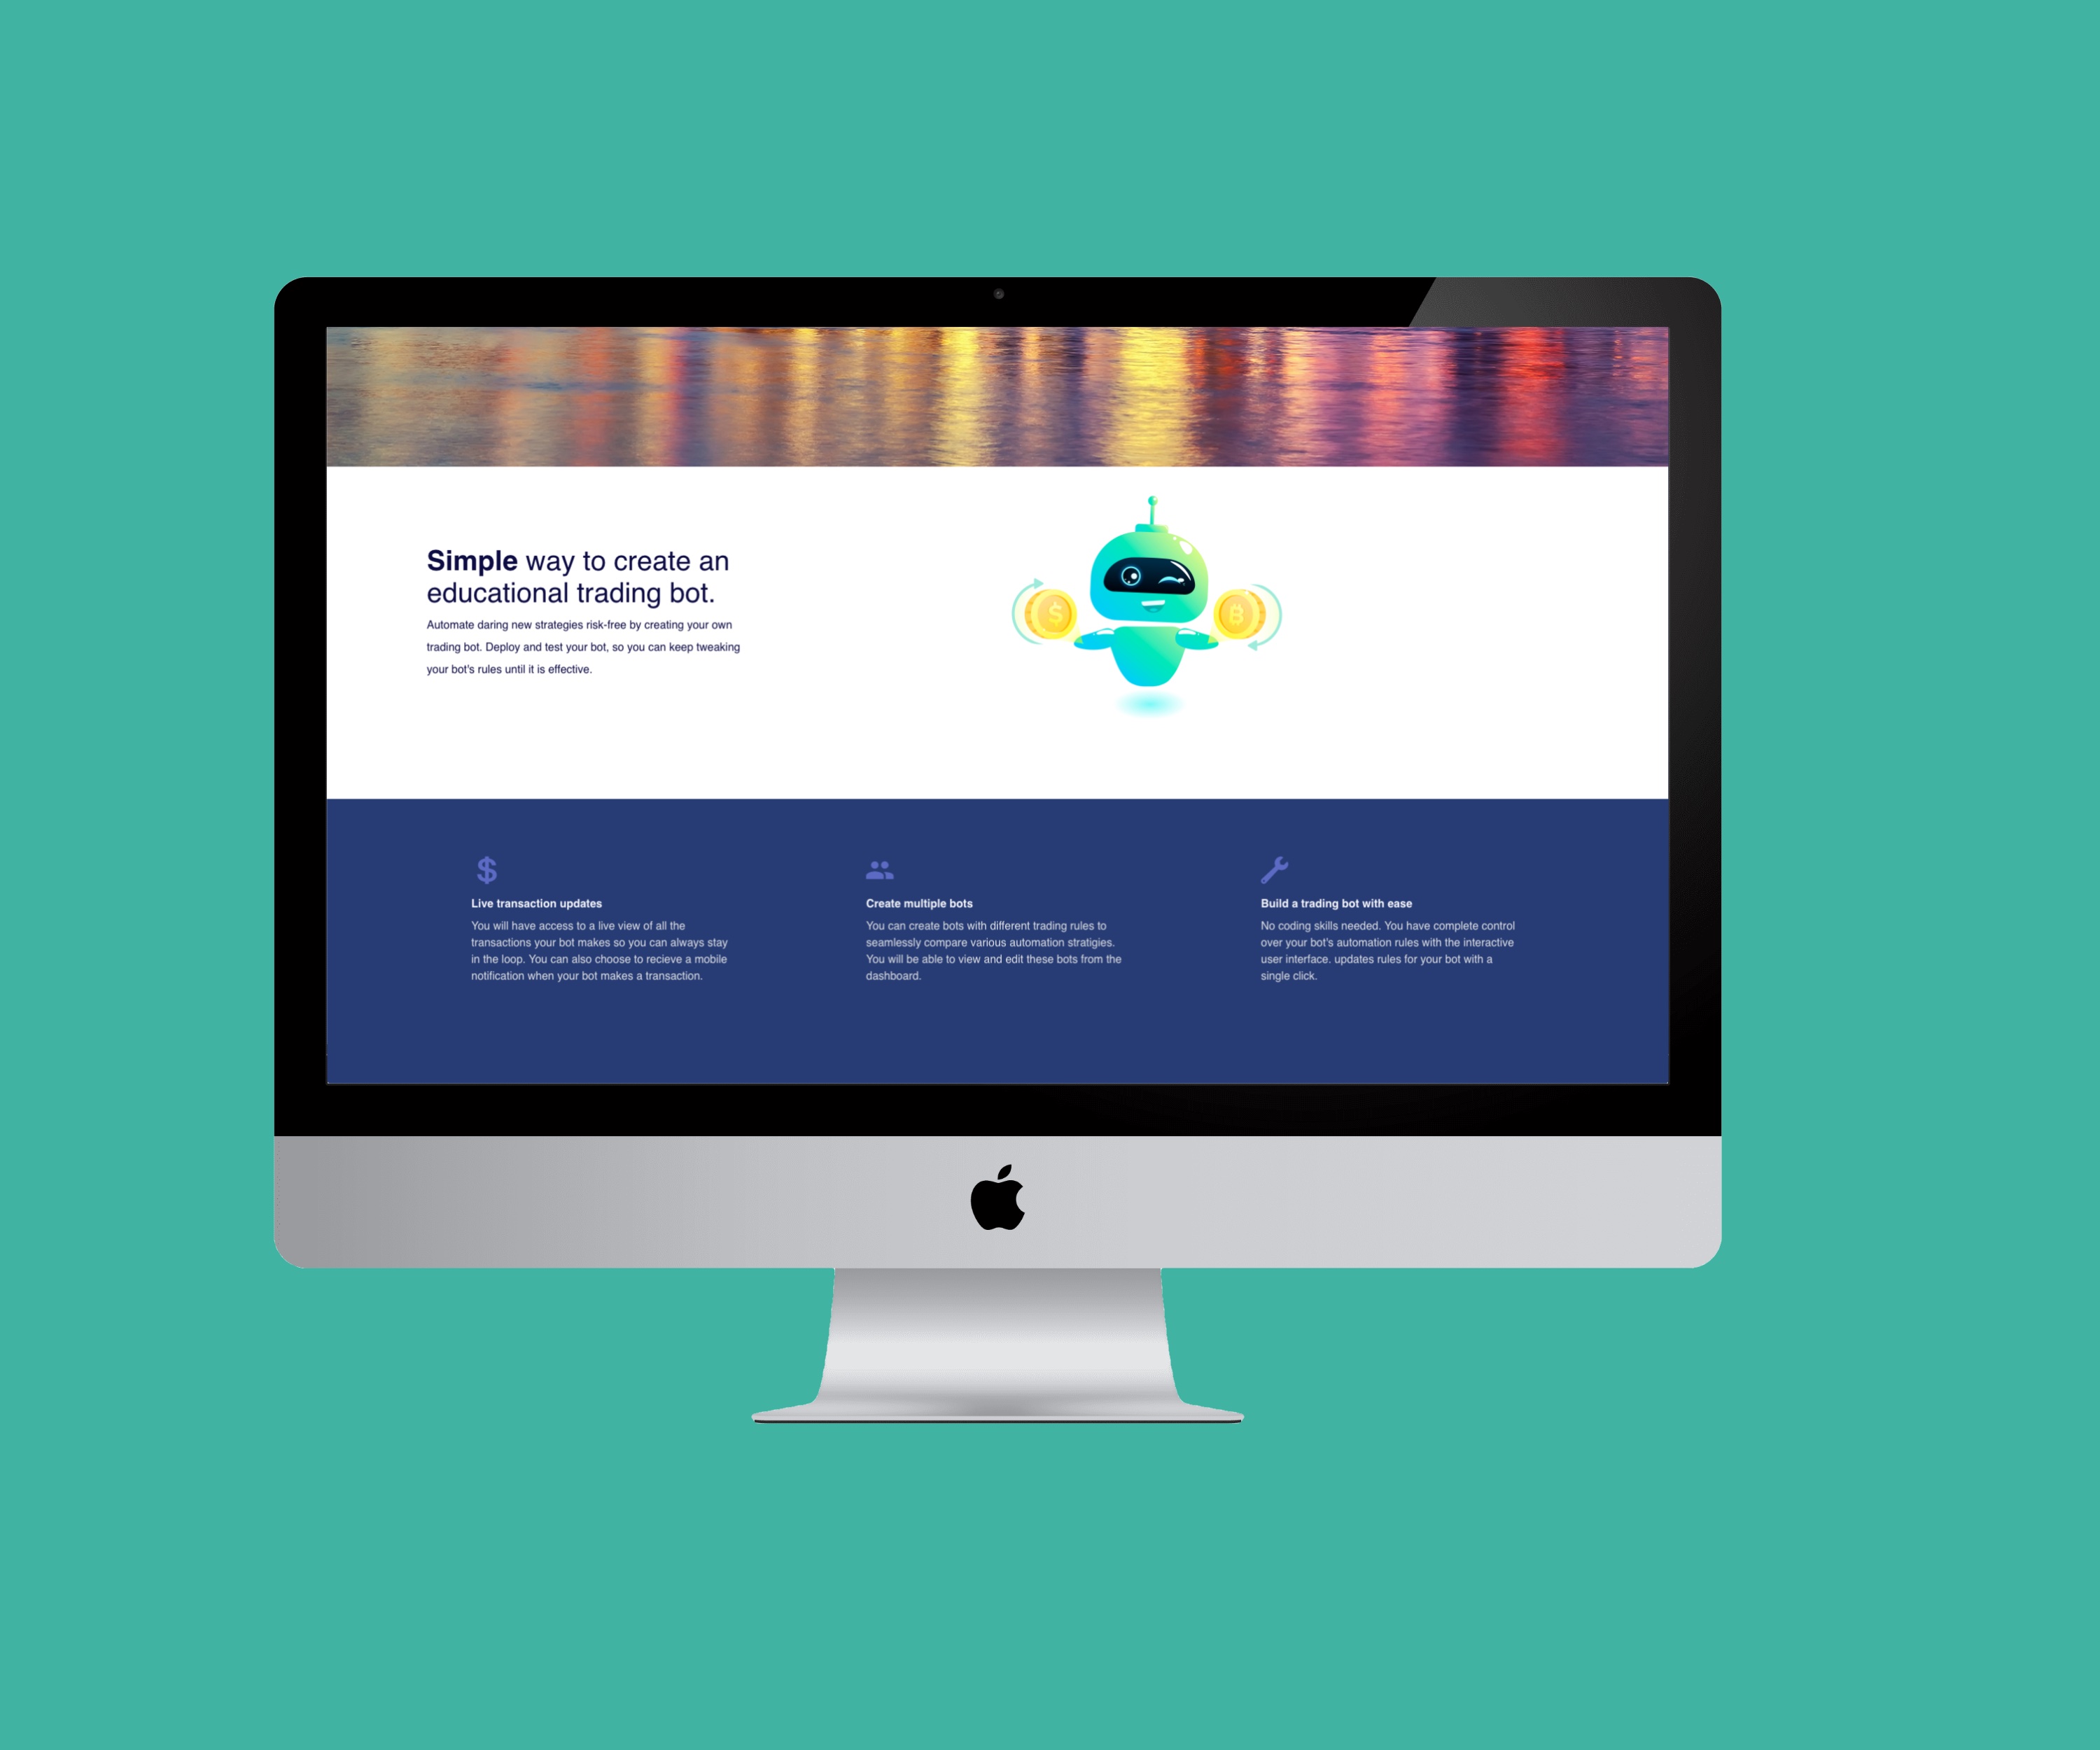 Simple way to create an
educational trading bot.
Automate daring new strategies risk-free by creating your own
trading bot. Deploy and test your bot, so you can keep tweaking
your bot's rules until it is effective.
$
B
$
Live transaction updates
You will have access to a live view of all the
transactions your bot makes so you can always stay
in the loop. You can also choose to recieve a mobile
notification when your bot makes a transaction.
Create multiple bots
You can create bots with different trading rules to
seamlessly compare various automation stratigies.
You will be able to view and edit these bots from the
dashboard.
Build a trading bot with ease
No coding skills needed. You have complete control
over your bot's automation rules with the interactive
user interface. updates rules for your bot with a
single click.